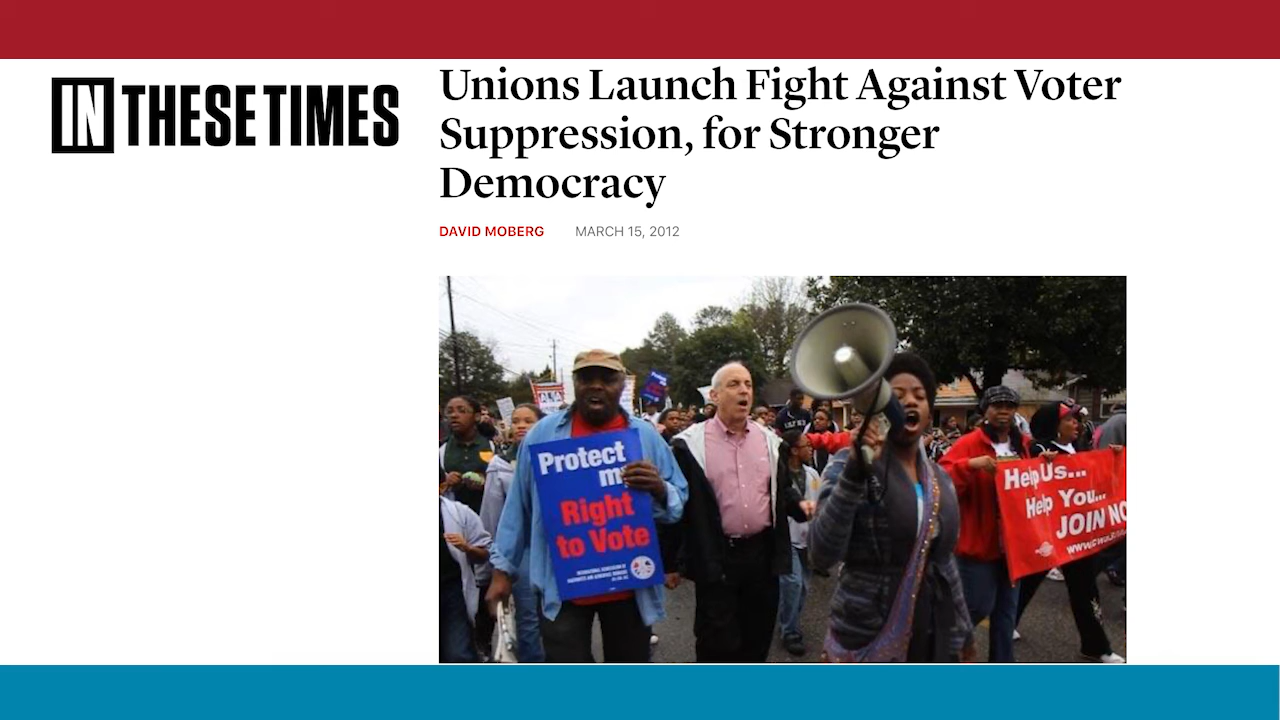 IN THESE TIMES
Unions Launch Fight Against Voter
Suppression, for Stronger
Democracy
DAVID MOBERG MARCH 15, 2012
Protect
Right
to Vote
Help Us...
Help You...
JOIN